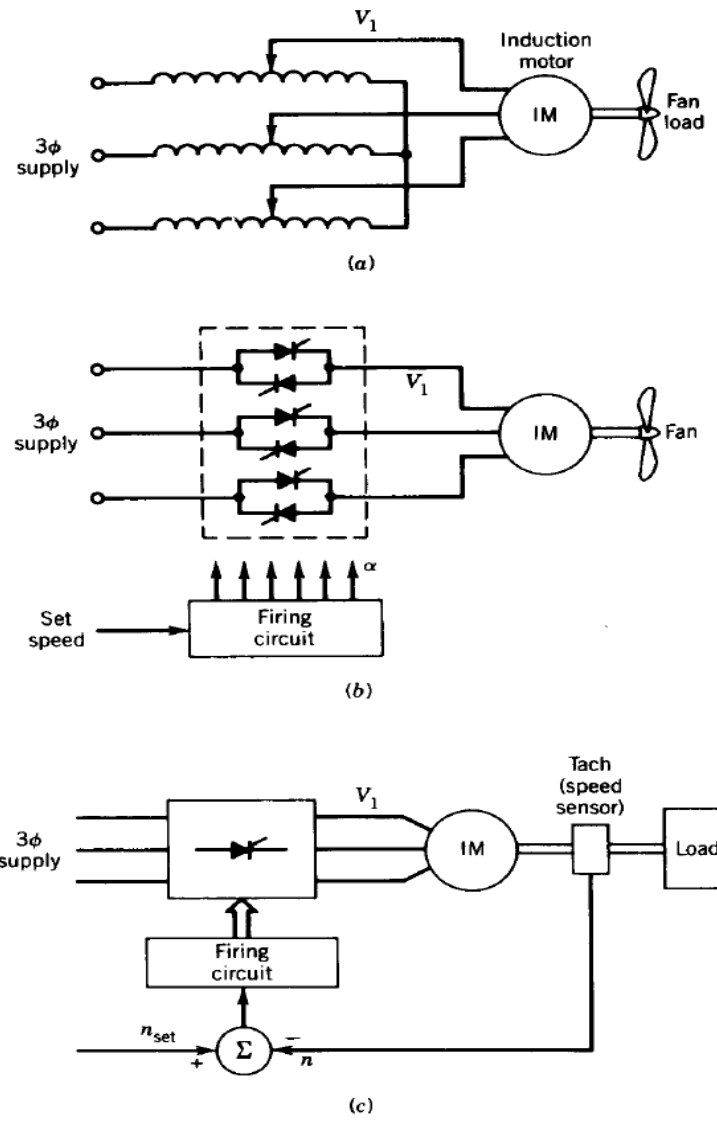 V₁
Induction
motor
IM
Fan
load
3ϕ
supply
(a)
3ϕ
supply
V₁
IM
Fan
α
Set
speed
Firing
circuit
(b)
Tach
(speed
sensor)
V₁
3ϕ
supply
IM
Load
Firing
circuit
n_set
+
Σ
−
n
(c)